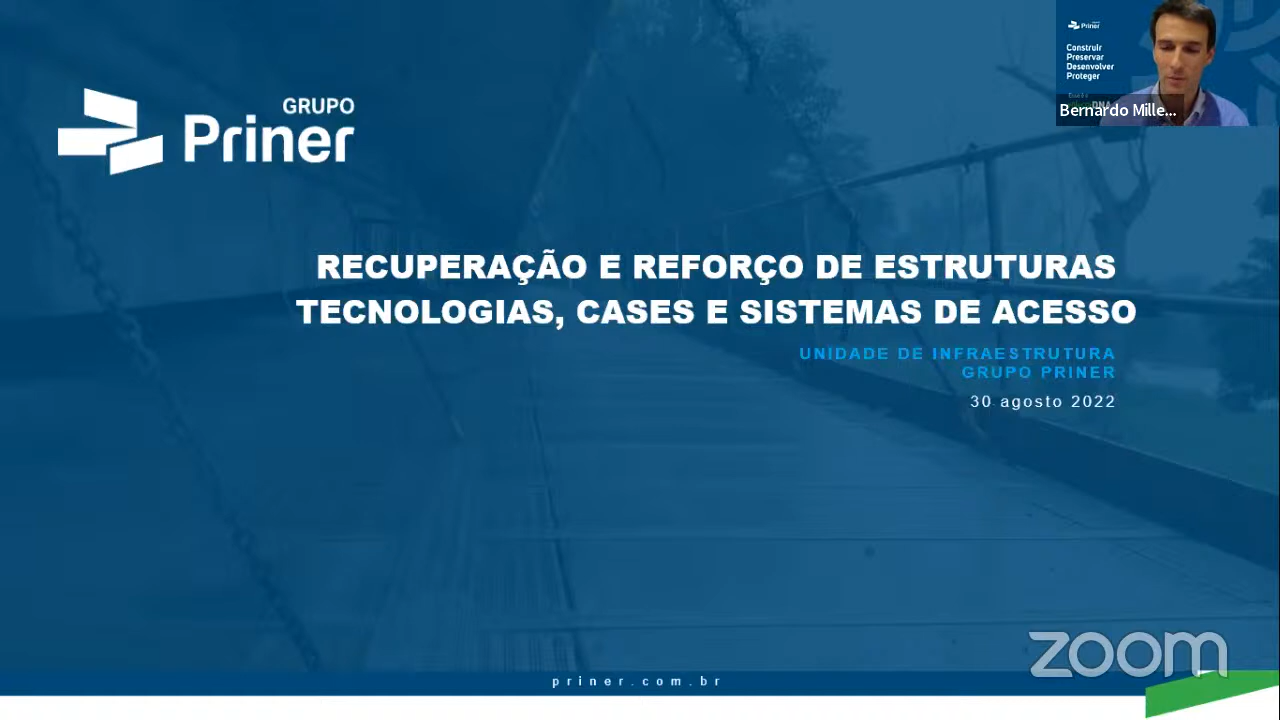 GRUPO
Priner
RECUPERAÇÃO E REFORÇO DE ESTRUTURAS
TECNOLOGIAS, CASES E SISTEMAS DE ACESSO
UNIDADE DE INFRAESTRUTURA
GRUPO PRINER
30 agosto 2022
Priner
Construir
Preservar
Desenvolver
Proteger
Bernardo Mille...
zoom
priner.com.br